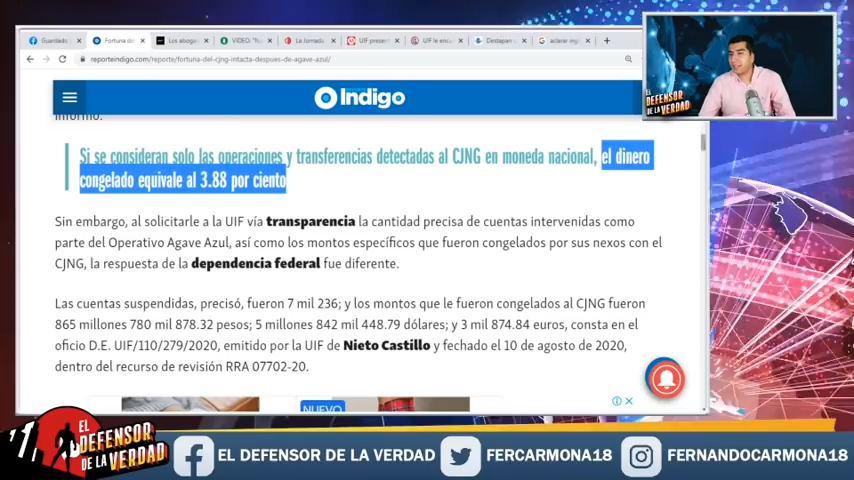 Guardado
Fortuna del
Los aboga
VIDEO: "Tu
La Jornada
UIF presen
UIF le encu
Destapan
aclarar ingr
reporteindigo.com/reporte/fortuna-del-cjng-intacta-despues-de-agave-azul/
Indigo
informó.
Si se consideran solo las operaciones y transferencias detectadas al CJNG en moneda nacional, el dinero
congelado equivale al 3.88 por ciento
Sin embargo, al solicitarle a la UIF vía transparencia la cantidad precisa de cuentas intervenidas como
parte del Operativo Agave Azul, así como los montos específicos que fueron congelados por sus nexos con el
CJNG, la respuesta de la dependencia federal fue diferente.
Las cuentas suspendidas, precisó, fueron 7 mil 236; y los montos que le fueron congelados al CJNG fueron
865 millones 780 mil 878.32 pesos; 5 millones 842 mil 448.79 dólares; y 3 mil 874.84 euros, consta en el
oficio D.E. UIF/110/279/2020, emitido por la UIF de Nieto Castillo y fechado el 10 de agosto de 2020,
dentro del recurso de revisión RRA 07702-20.
NUEVO
EL
DEFENSOR
DE LA VERDAD
EL
DEFENSOR
DE LA VERDAD
EL DEFENSOR DE LA VERDAD
FERCARMONA18
FERNANDOCARMONA18